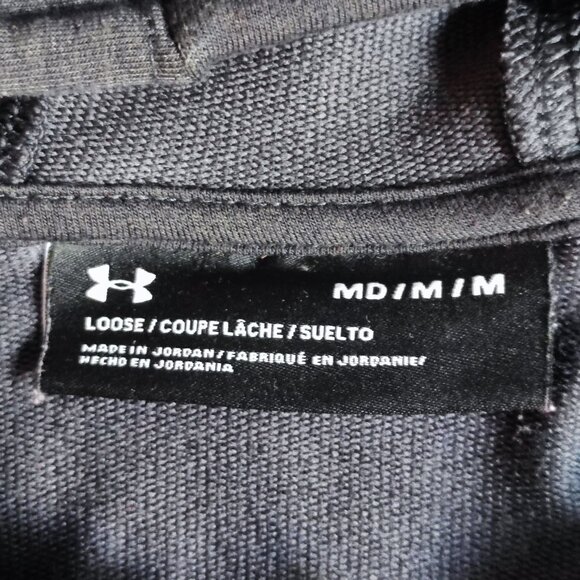 MD / M / M
LOOSE / COUPE LÂCHE / SUELTO
MADE IN JORDAN / FABRIQUÉ EN JORDANIE /
HECHO EN JORDANIA